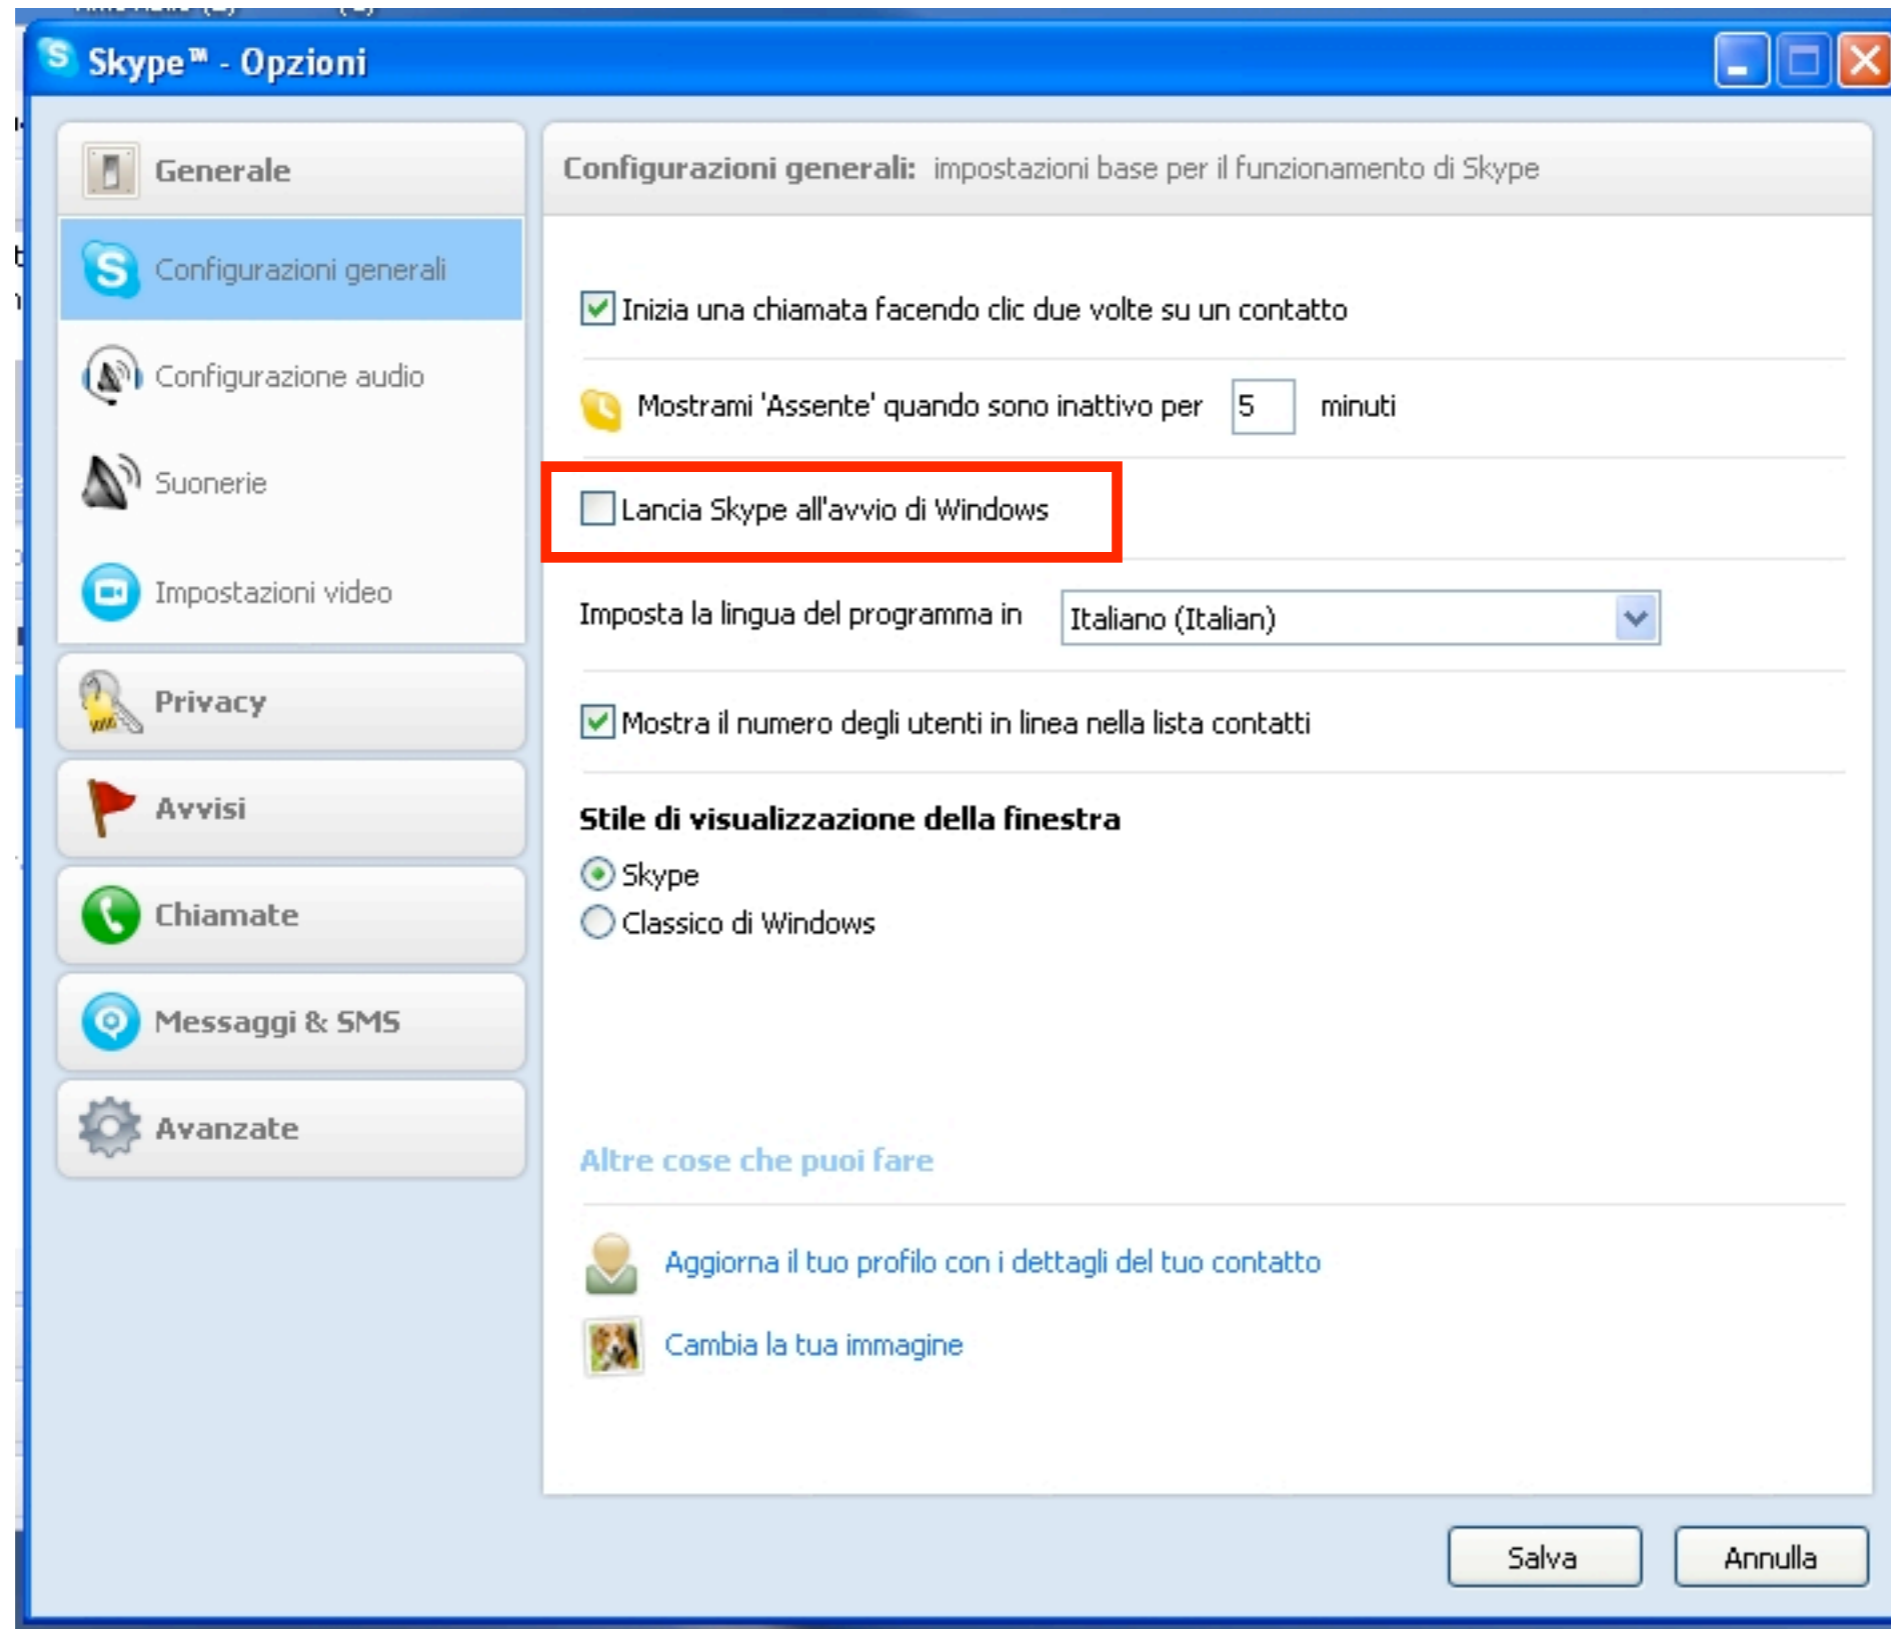 Skype™ - Opzioni
Generale
Configurazioni generali
Configurazione audio
Suonerie
Impostazioni video
Privacy
Avvisi
Chiamate
Messaggi & SMS
Avanzate
Configurazioni generali: impostazioni base per il funzionamento di Skype
Inizia una chiamata facendo clic due volte su un contatto
Mostrami 'Assente' quando sono inattivo per 5 minuti
Lancia Skype all'avvio di Windows
Imposta la lingua del programma in Italiano (Italian)
Mostra il numero degli utenti in linea nella lista contatti
Stile di visualizzazione della finestra
Skype
Classico di Windows
Altre cose che puoi fare
Aggiorna il tuo profilo con i dettagli del tuo contatto
Cambia la tua immagine
Salva
Annulla